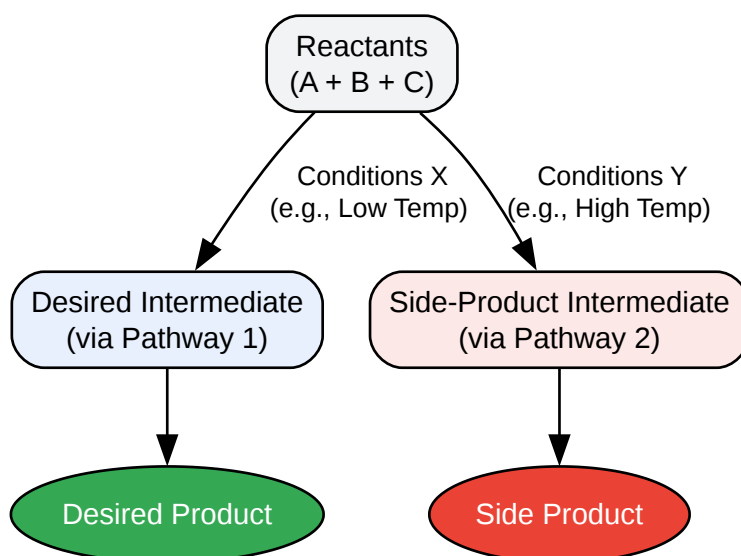 Reactants
(A + B + C)
Conditions X
(e.g., Low Temp)
Conditions Y
(e.g., High Temp)
Desired Intermediate
(via Pathway 1)
Side-Product Intermediate
(via Pathway 2)
Desired Product
Side Product